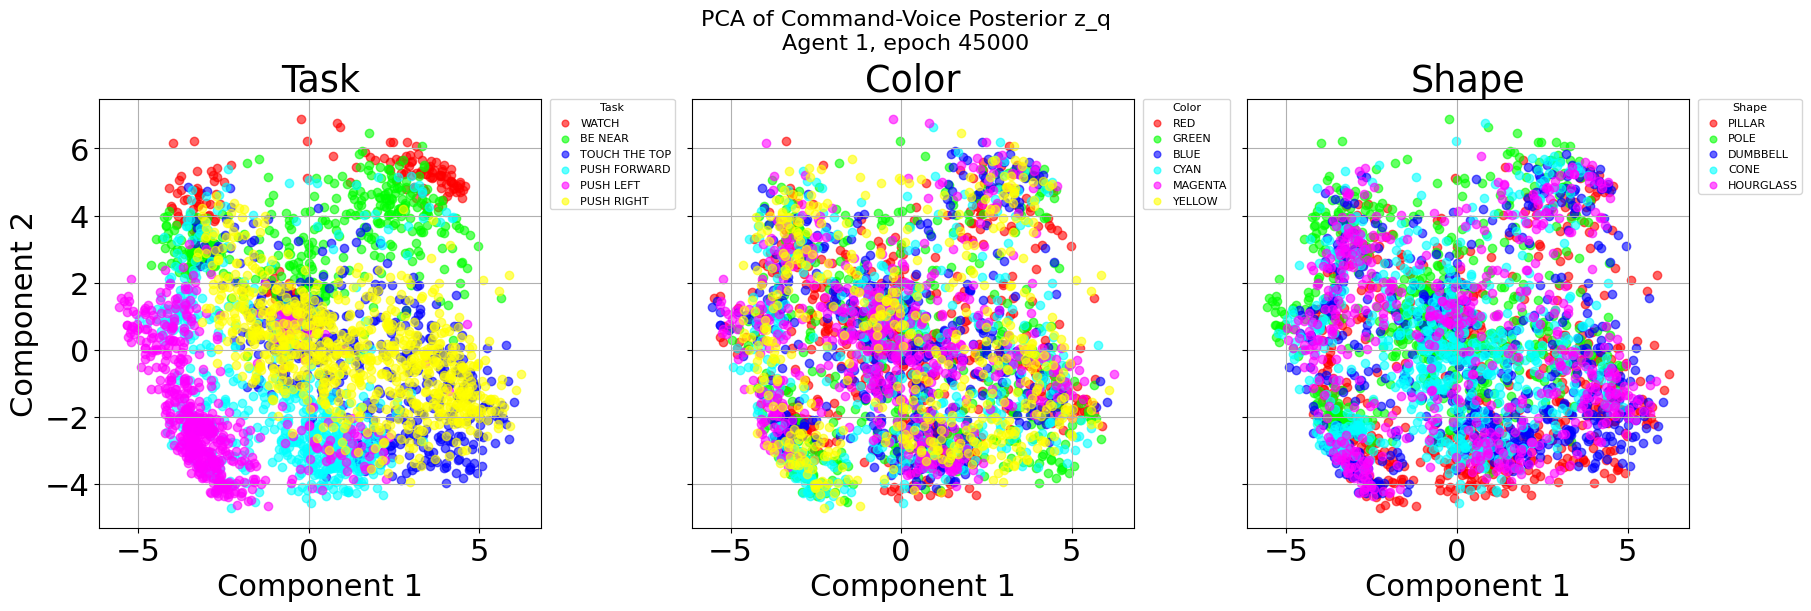 PCA of Command-Voice Posterior z_q
Agent 1, epoch 45000
Task
Color
Shape
Component 2
6
4
2
0
−2
−4
−5 0 5
Component 1
Task
WATCH
BE NEAR
TOUCH THE TOP
PUSH FORWARD
PUSH LEFT
PUSH RIGHT
−5 0 5
Component 1
Color
RED
GREEN
BLUE
CYAN
MAGENTA
YELLOW
−5 0 5
Component 1
Shape
PILLAR
POLE
DUMBBELL
CONE
HOURGLASS